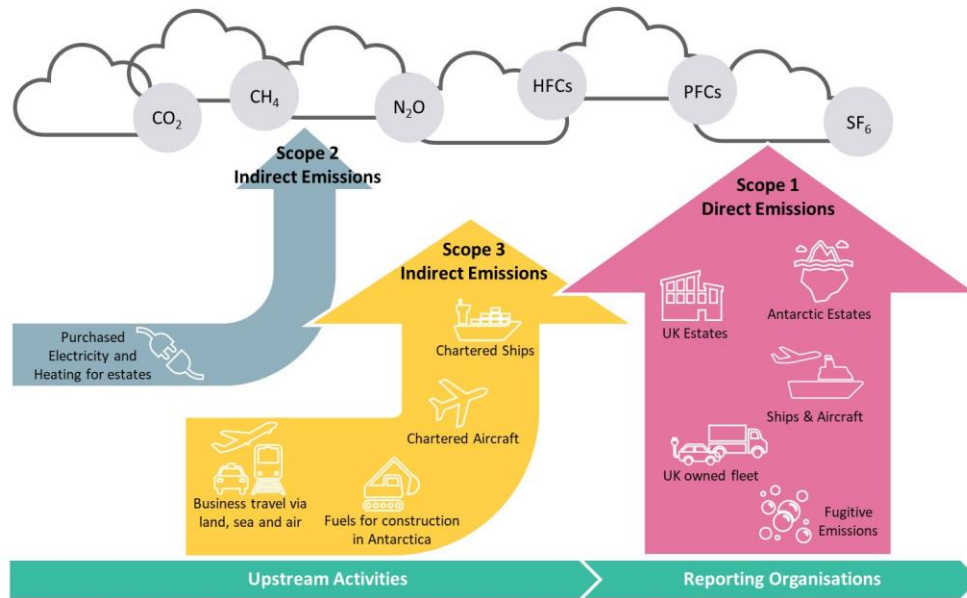 CO₂
CH₄
N₂O
HFCs
PFCs
SF₆
Scope 2
Indirect Emissions
Purchased
Electricity and
Heating for estates
Scope 3
Indirect Emissions
Chartered Ships
Chartered Aircraft
Business travel via
land, sea and air
Fuels for construction
in Antarctica
Scope 1
Direct Emissions
UK Estates
Antarctic Estates
Ships & Aircraft
UK owned fleet
Fugitive
Emissions
Upstream Activities
Reporting Organisations